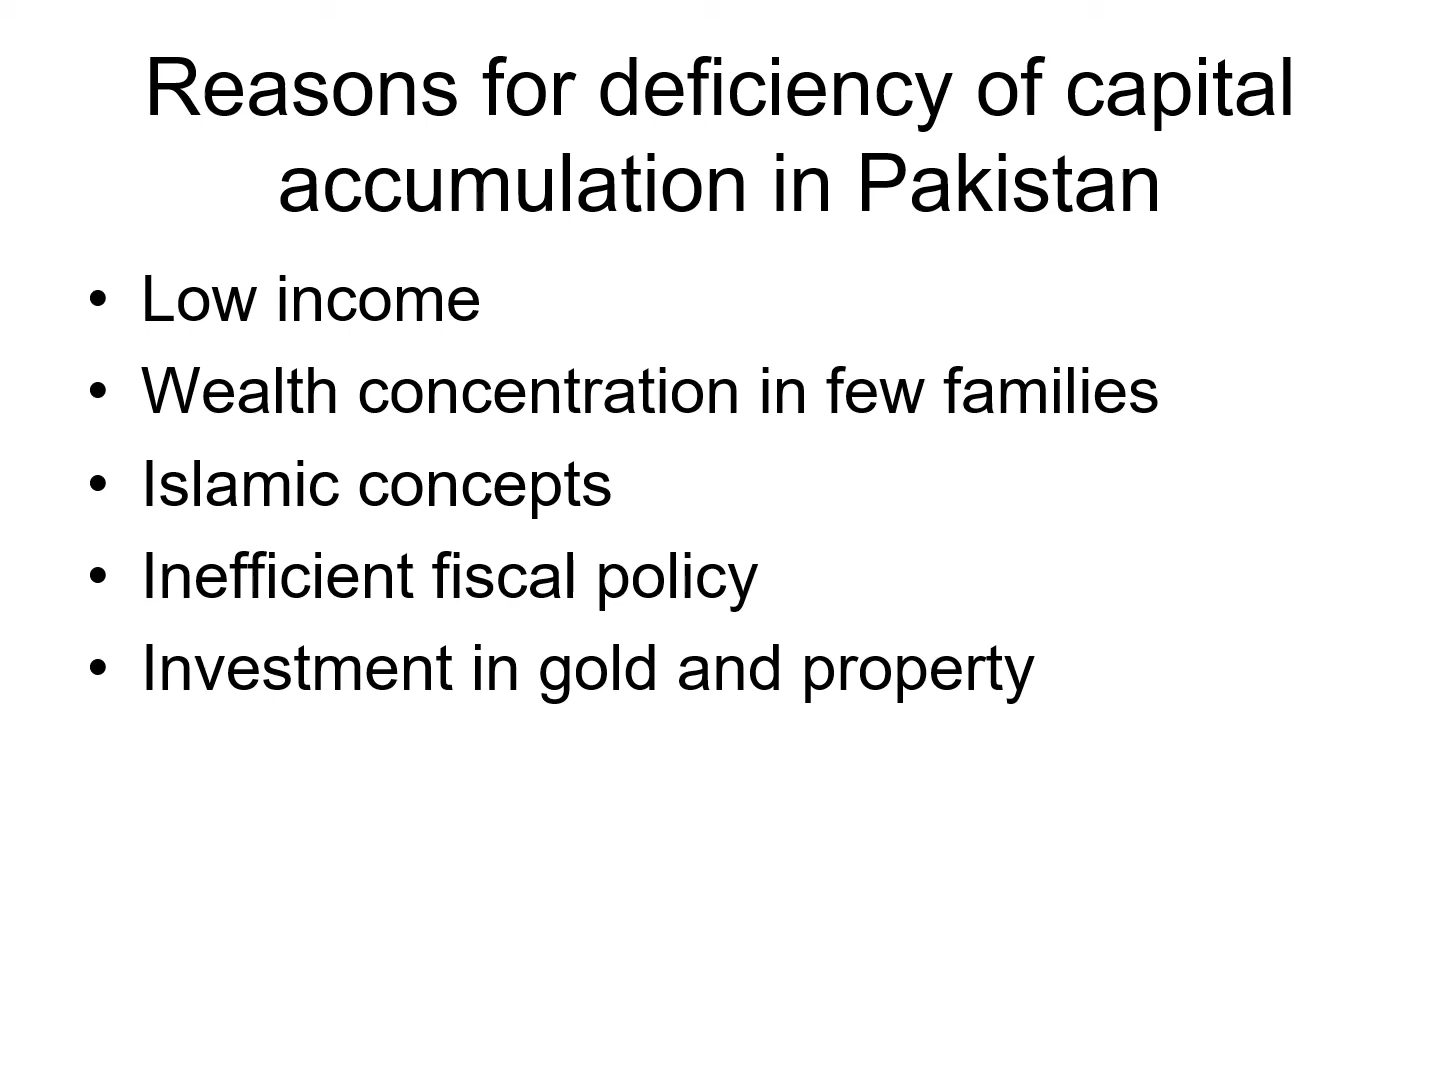 Reasons for deficiency of capital
accumulation in Pakistan
• Low income
• Wealth concentration in few families
• Islamic concepts
• Inefficient fiscal policy
• Investment in gold and property